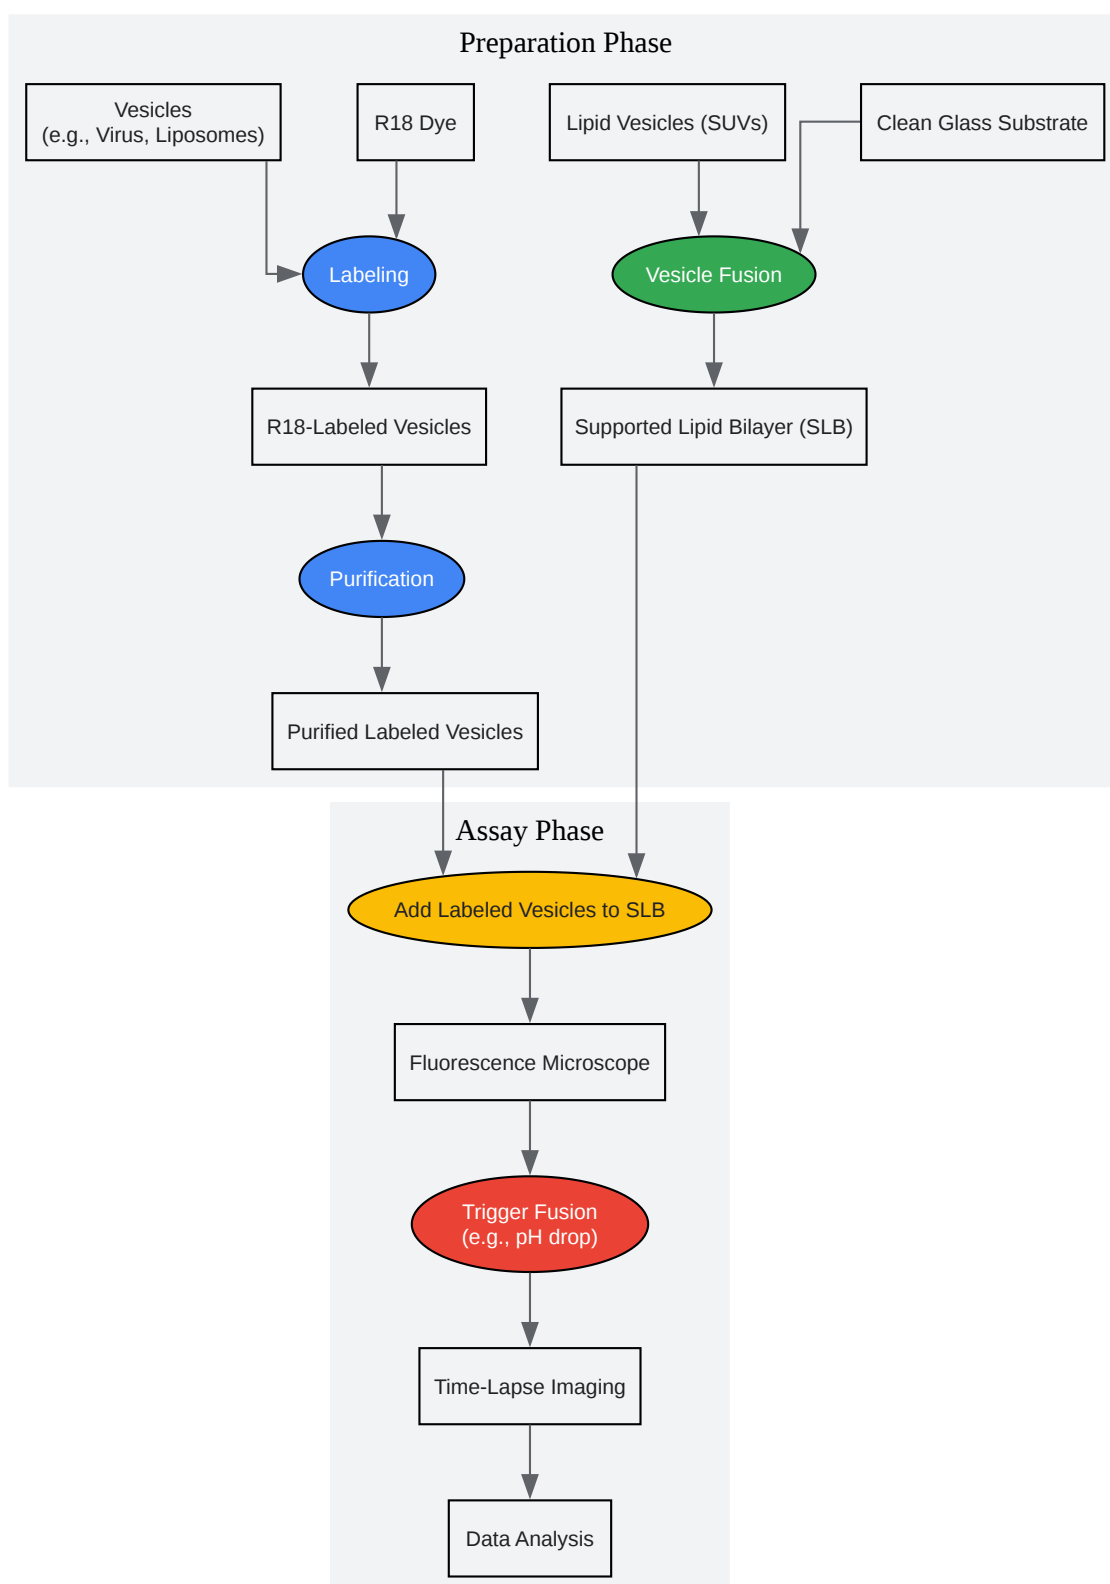 Preparation Phase
Vesicles
(e.g., Virus, Liposomes)
R18 Dye
Lipid Vesicles (SUVs)
Clean Glass Substrate
Labeling
Vesicle Fusion
R18-Labeled Vesicles
Supported Lipid Bilayer (SLB)
Purification
Purified Labeled Vesicles
Assay Phase
Add Labeled Vesicles to SLB
Fluorescence Microscope
Trigger Fusion
(e.g., pH drop)
Time-Lapse Imaging
Data Analysis